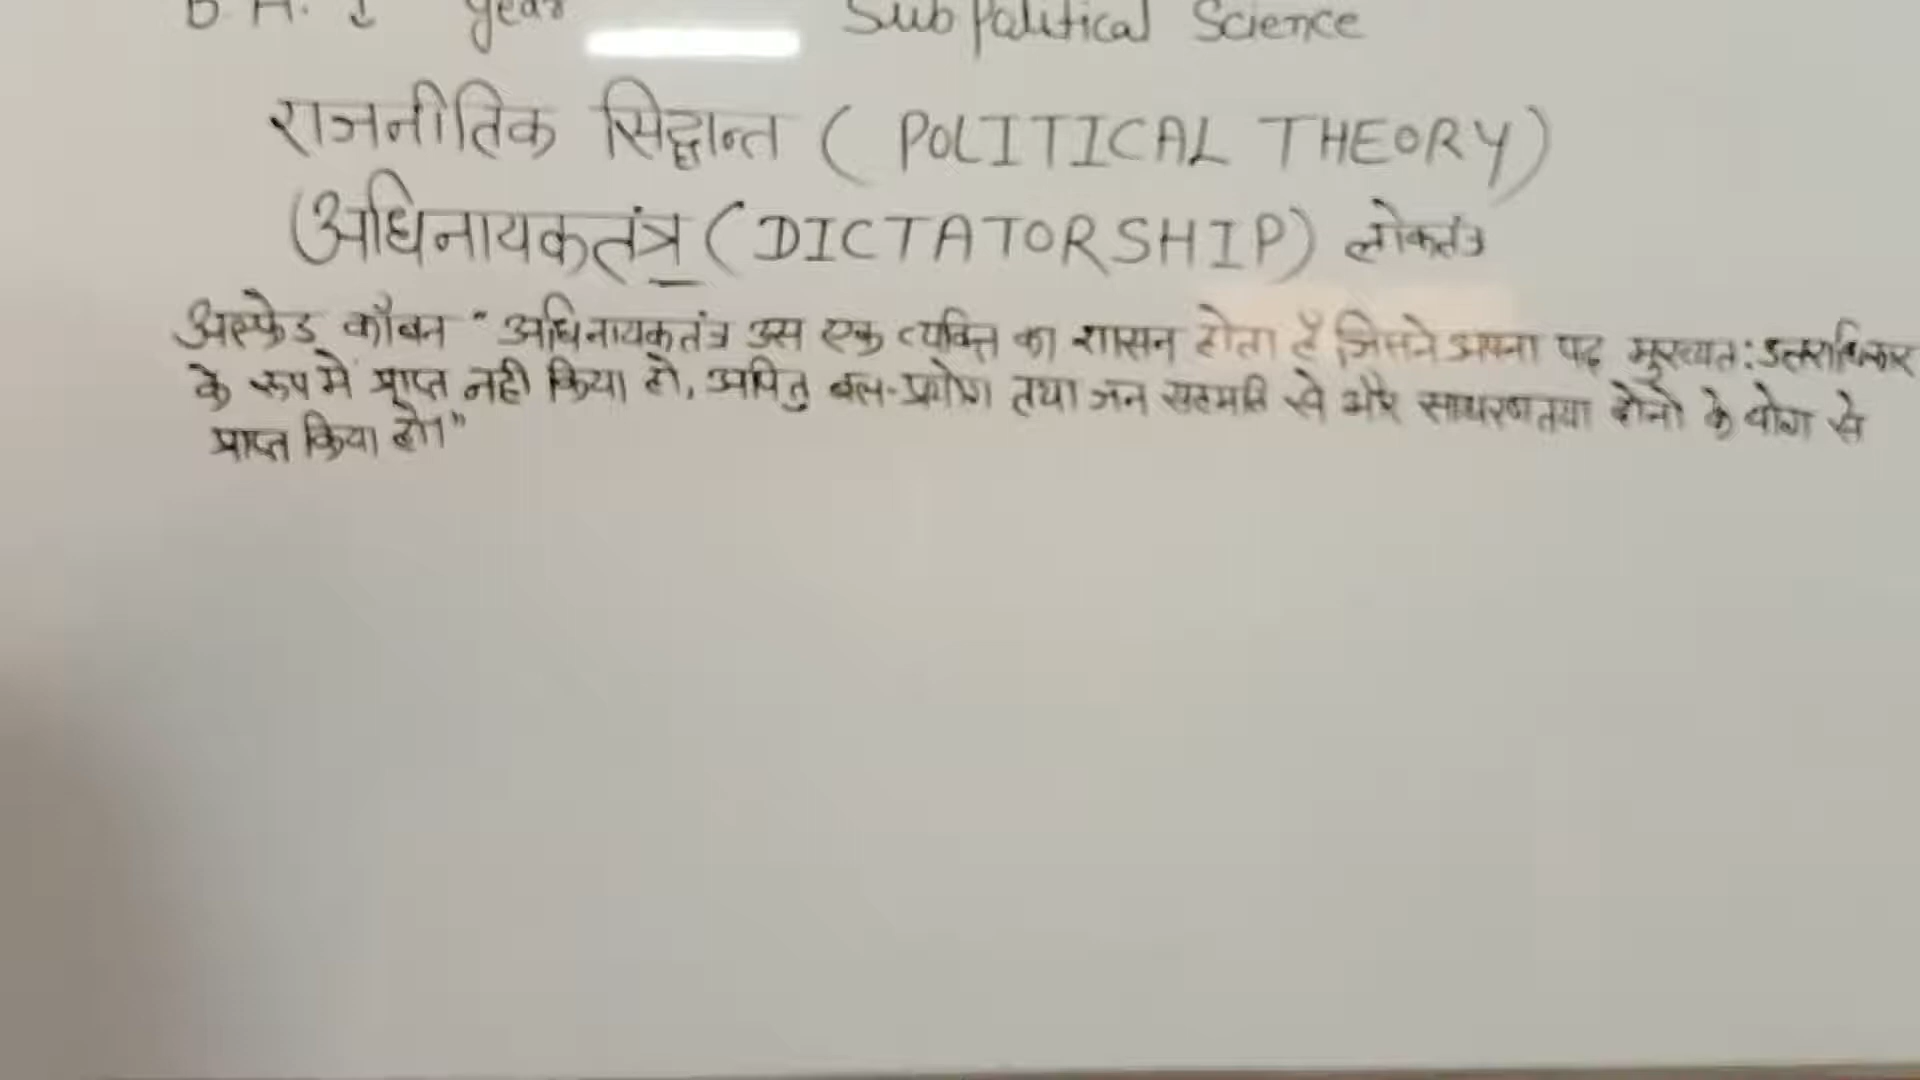 B.A. I year Sub Political Science
राजनीतिक सिद्धान्त ( POLITICAL THEORY)
अधिनायकतंत्र (DICTATORSHIP) लोकतंत्र
अल्फ्रेड कौबन "अधिनायकतंत्र उस एक व्यक्ति का शासन होता है जिसने अपना पद मुख्यत: उत्तराधिकार
के रूप में प्राप्त नही किया हो, अपितु बल-प्रयोग तथा जन सहमति से और साधारणतया दोनो के योग से
प्राप्त किया हो।"